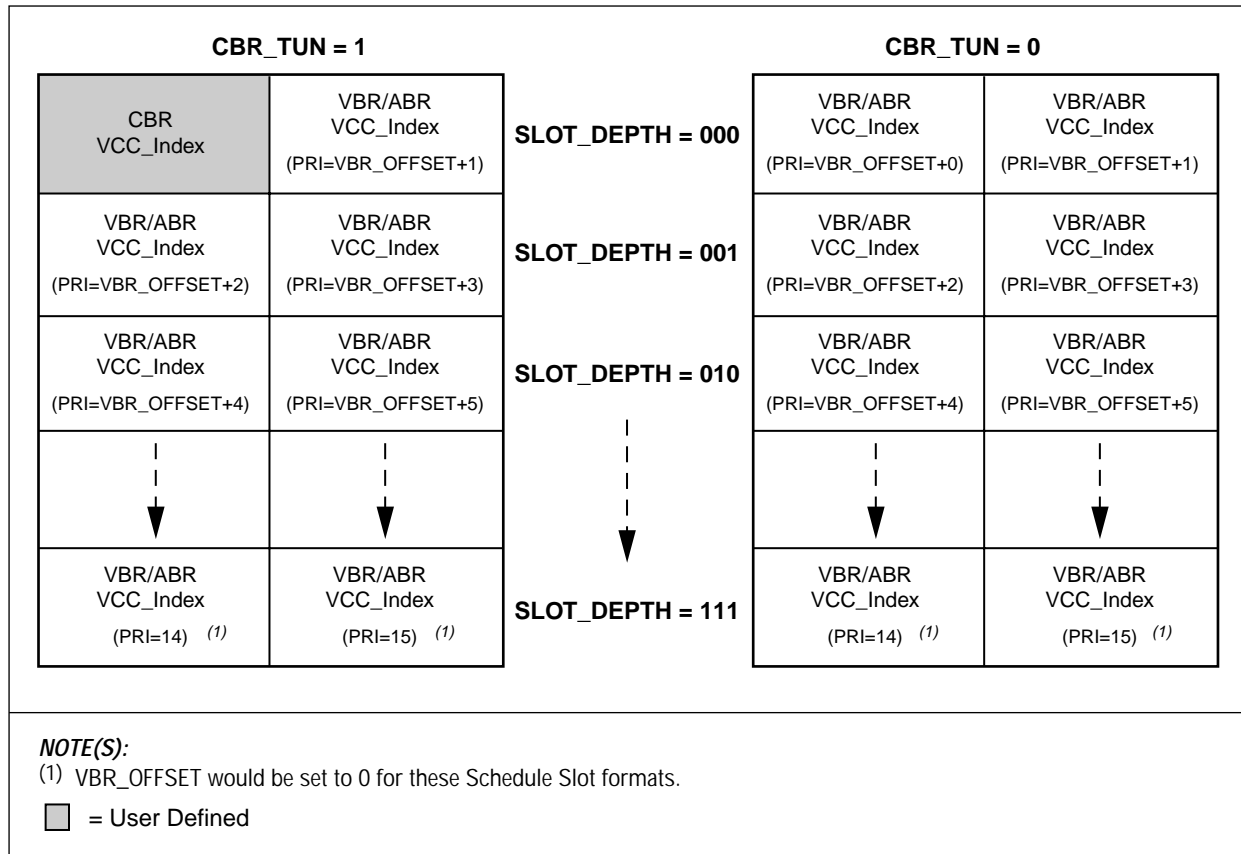 CBR_TUN = 1
CBR_TUN = 0
CBR
VCC_Index
VBR/ABR
VCC_Index
(PRI=VBR_OFFSET+1)
SLOT_DEPTH = 000
VBR/ABR
VCC_Index
(PRI=VBR_OFFSET+0)
VBR/ABR
VCC_Index
(PRI=VBR_OFFSET+1)
VBR/ABR
VCC_Index
(PRI=VBR_OFFSET+2)
VBR/ABR
VCC_Index
(PRI=VBR_OFFSET+3)
SLOT_DEPTH = 001
VBR/ABR
VCC_Index
(PRI=VBR_OFFSET+2)
VBR/ABR
VCC_Index
(PRI=VBR_OFFSET+3)
VBR/ABR
VCC_Index
(PRI=VBR_OFFSET+4)
VBR/ABR
VCC_Index
(PRI=VBR_OFFSET+5)
SLOT_DEPTH = 010
VBR/ABR
VCC_Index
(PRI=VBR_OFFSET+4)
VBR/ABR
VCC_Index
(PRI=VBR_OFFSET+5)
VBR/ABR
VCC_Index
(PRI=14) (1)
VBR/ABR
VCC_Index
(PRI=15) (1)
SLOT_DEPTH = 111
VBR/ABR
VCC_Index
(PRI=14) (1)
VBR/ABR
VCC_Index
(PRI=15) (1)
NOTE(S):
(1) VBR_OFFSET would be set to 0 for these Schedule Slot formats.
= User Defined